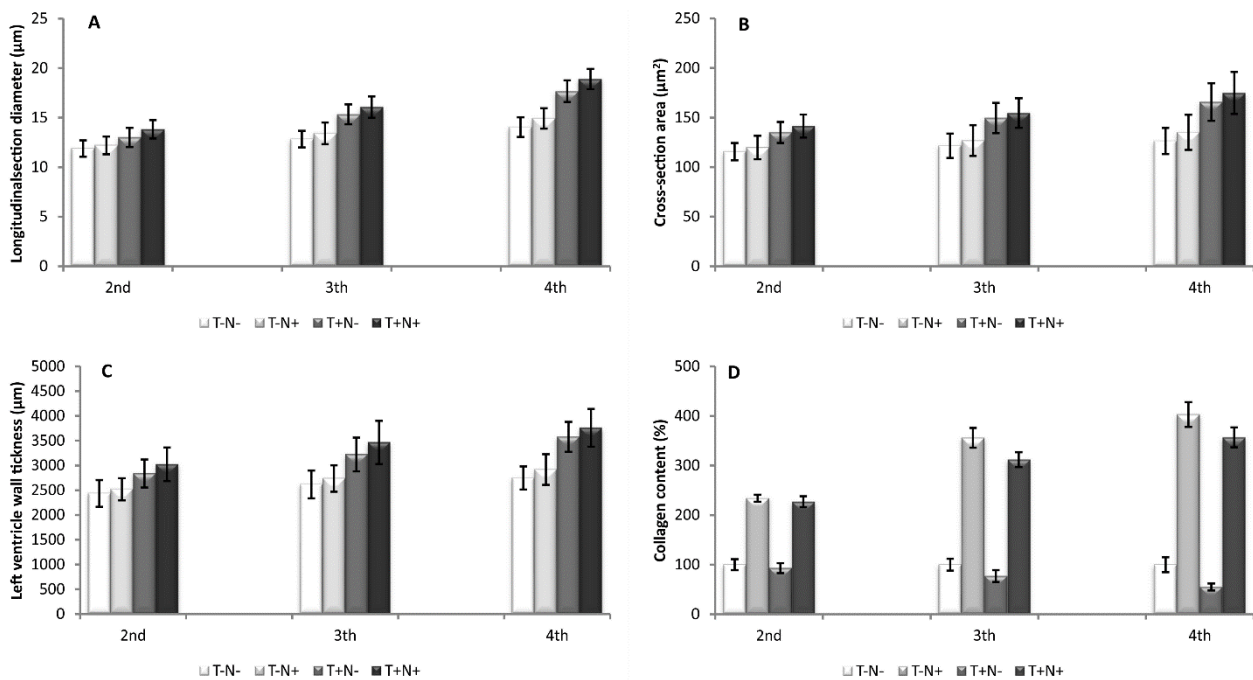 A
Longitudinalsection diameter (µm)
25
20
15
10
5
0
2nd 3th 4th
T-N- T-N+ T+N- T+N+
B
Cross-section area (µm²)
250
200
150
100
50
0
2nd 3th 4th
T-N- T-N+ T+N- T+N+
C
Left ventricle wall tickness (µm)
5000
4500
4000
3500
3000
2500
2000
1500
1000
500
0
2nd 3th 4th
T-N- T-N+ T+N- T+N+
D
Collagen content (%)
500
400
300
200
100
0
2nd 3th 4th
T-N- T-N+ T+N- T+N+